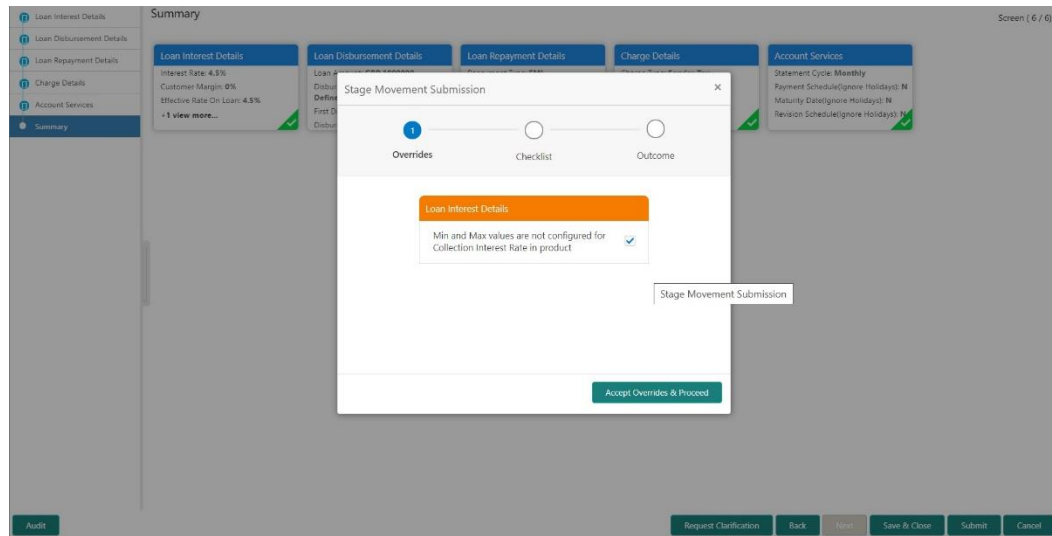 Loan Interest Details
Loan Disbursement Details
Loan Repayment Details
Charge Details
Account Services
Summary
Summary
Screen ( 6 / 6)
Loan Interest Details
Interest Rate: 4.5%
Customer Margin: 0%
Effective Rate On Loan: 4.5%
+1 view more...
Loan Disbursement Details
Loan
Disbur
Define
First D
Disbur
Loan Repayment Details
Charge Details
Account Services
Statement Cycle: Monthly
Payment Schedule(Ignore Holidays): N
Maturity Date(Ignore Holidays): N
Revision Schedule(Ignore Holidays): N
Stage Movement Submission
×
1
Overrides
Checklist
Outcome
Loan Interest Details
Min and Max values are not configured for
Collection Interest Rate in product
Stage Movement Submission
Accept Overrides & Proceed
Audit
Request Clarification
Back
Next
Save & Close
Submit
Cancel